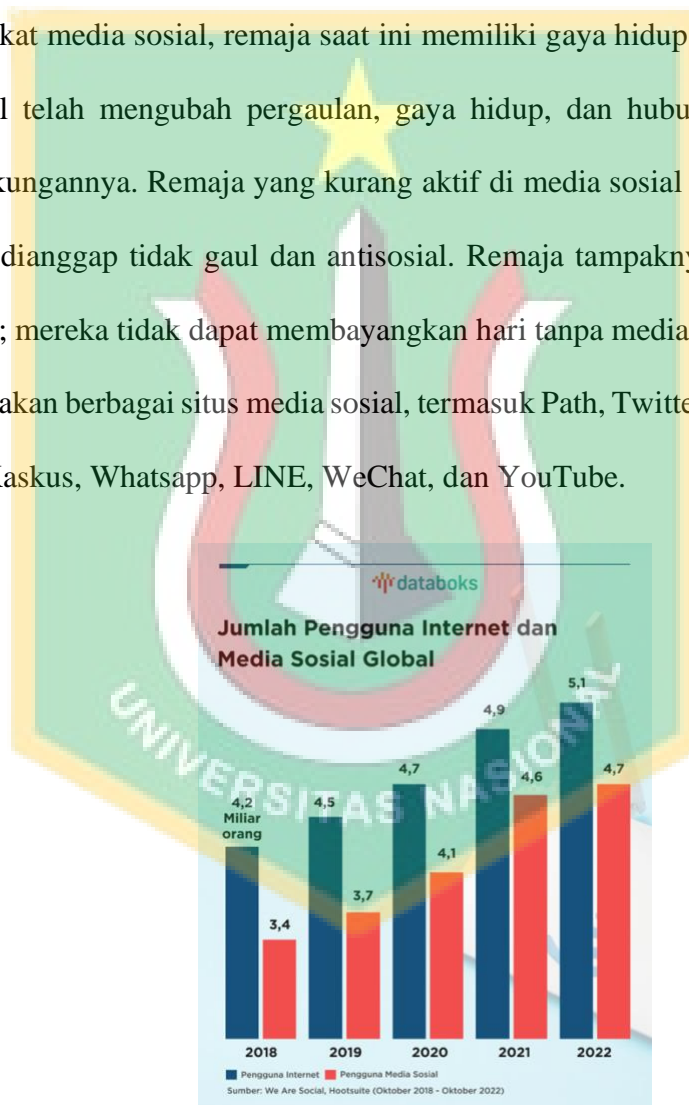 kat media sosial, remaja saat ini memiliki gaya hidup
l telah mengubah pergaulan, gaya hidup, dan hubu
kungannya. Remaja yang kurang aktif di media sosial
dianggap tidak gaul dan antisosial. Remaja tampakny
; mereka tidak dapat membayangkan hari tanpa media
akan berbagai situs media sosial, termasuk Path, Twitte
Kaskus, Whatsapp, LINE, WeChat, dan YouTube.
databoks
Jumlah Pengguna Internet dan
Media Sosial Global
UNIVERSITAS NASIONAL
4,2
Miliar
orang
3,4
4,5
3,7
4,7
4,1
4,9
4,6
5,1
4,7
2018 2019 2020 2021 2022
Pengguna Internet Pengguna Media Sosial
Sumber: We Are Social, Hootsuite (Oktober 2018 - Oktober 2022)